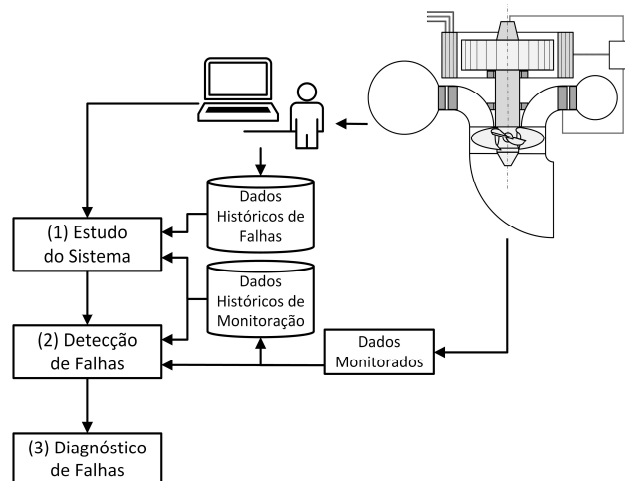 Dados
Históricos de
Falhas
(1) Estudo
do Sistema
Dados
Históricos de
Monitoração
(2) Detecção
de Falhas
Dados
Monitorados
(3) Diagnóstico
de Falhas